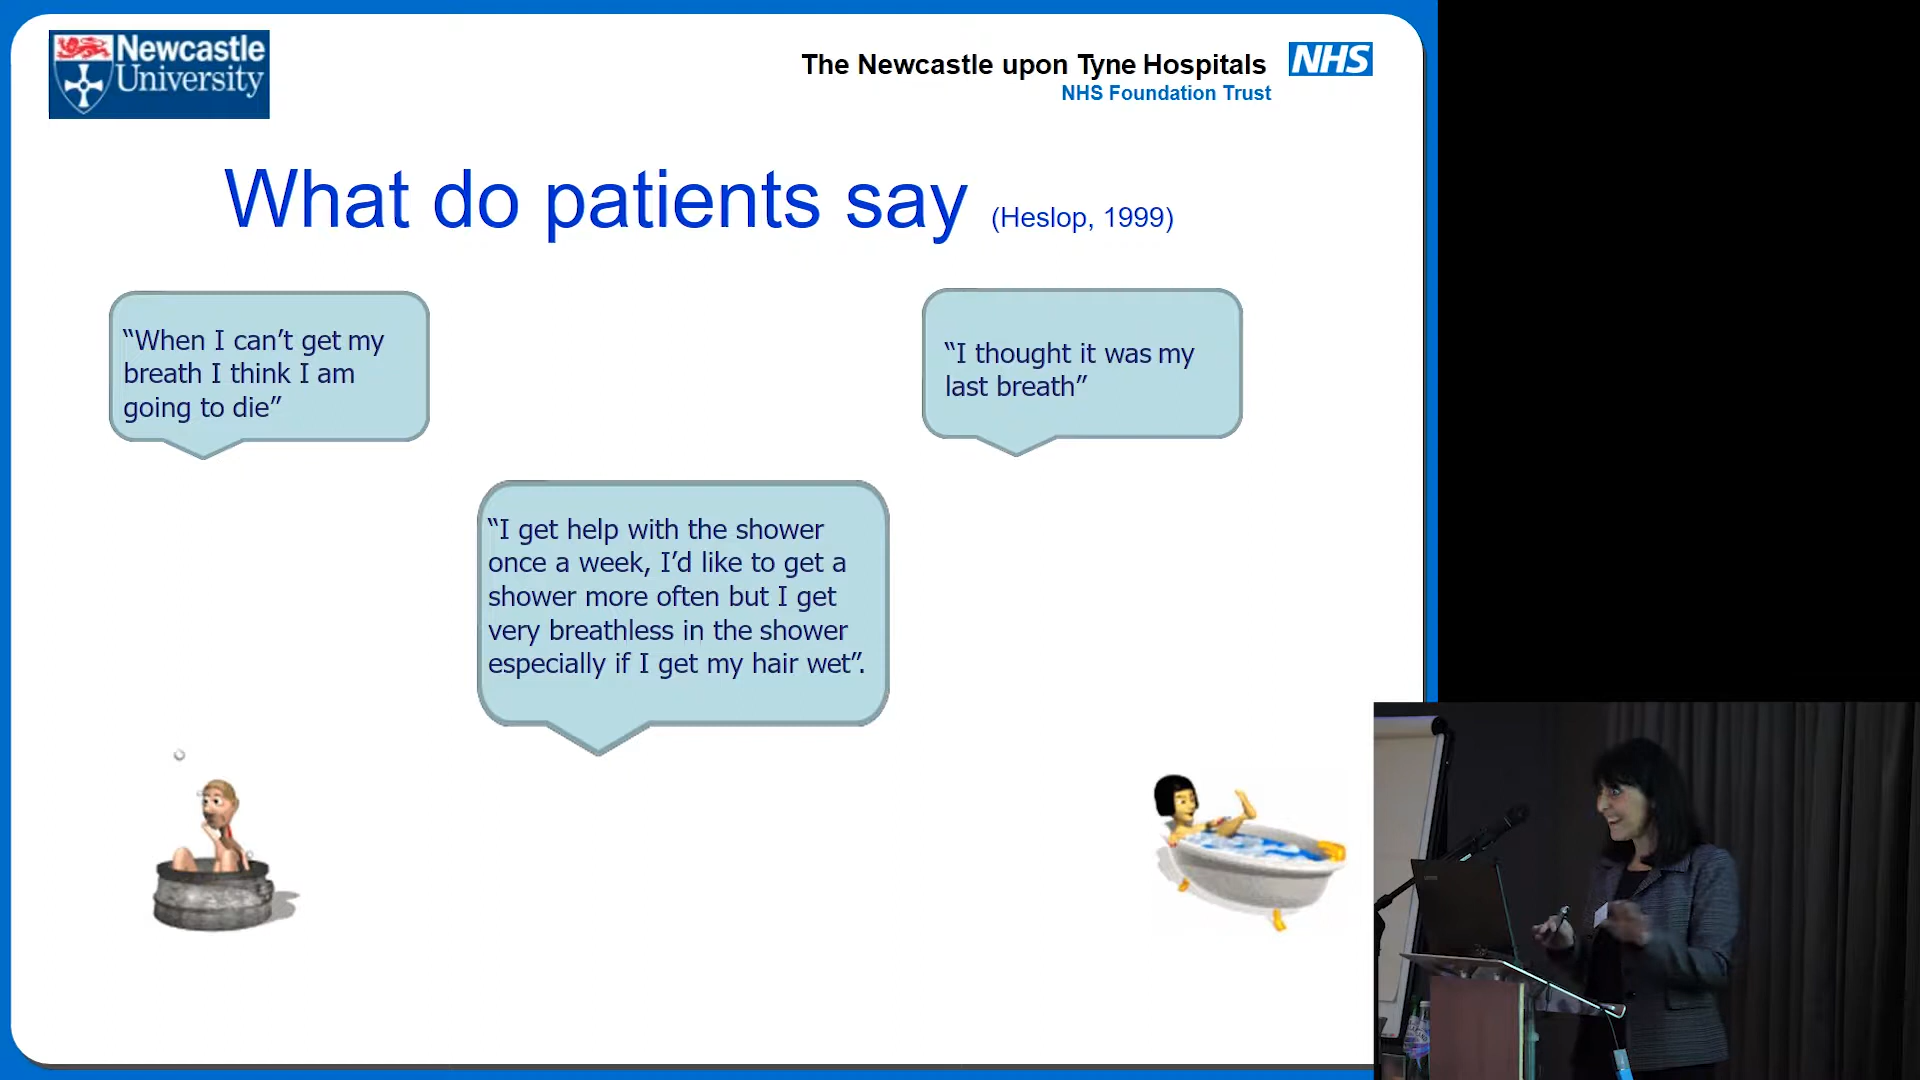 Newcastle
University
The Newcastle upon Tyne Hospitals
NHS
NHS Foundation Trust
What do patients say (Heslop, 1999)
“When I can’t get my
breath I think I am
going to die”
“I thought it was my
last breath”
“I get help with the shower
once a week, I’d like to get a
shower more often but I get
very breathless in the shower
especially if I get my hair wet”.